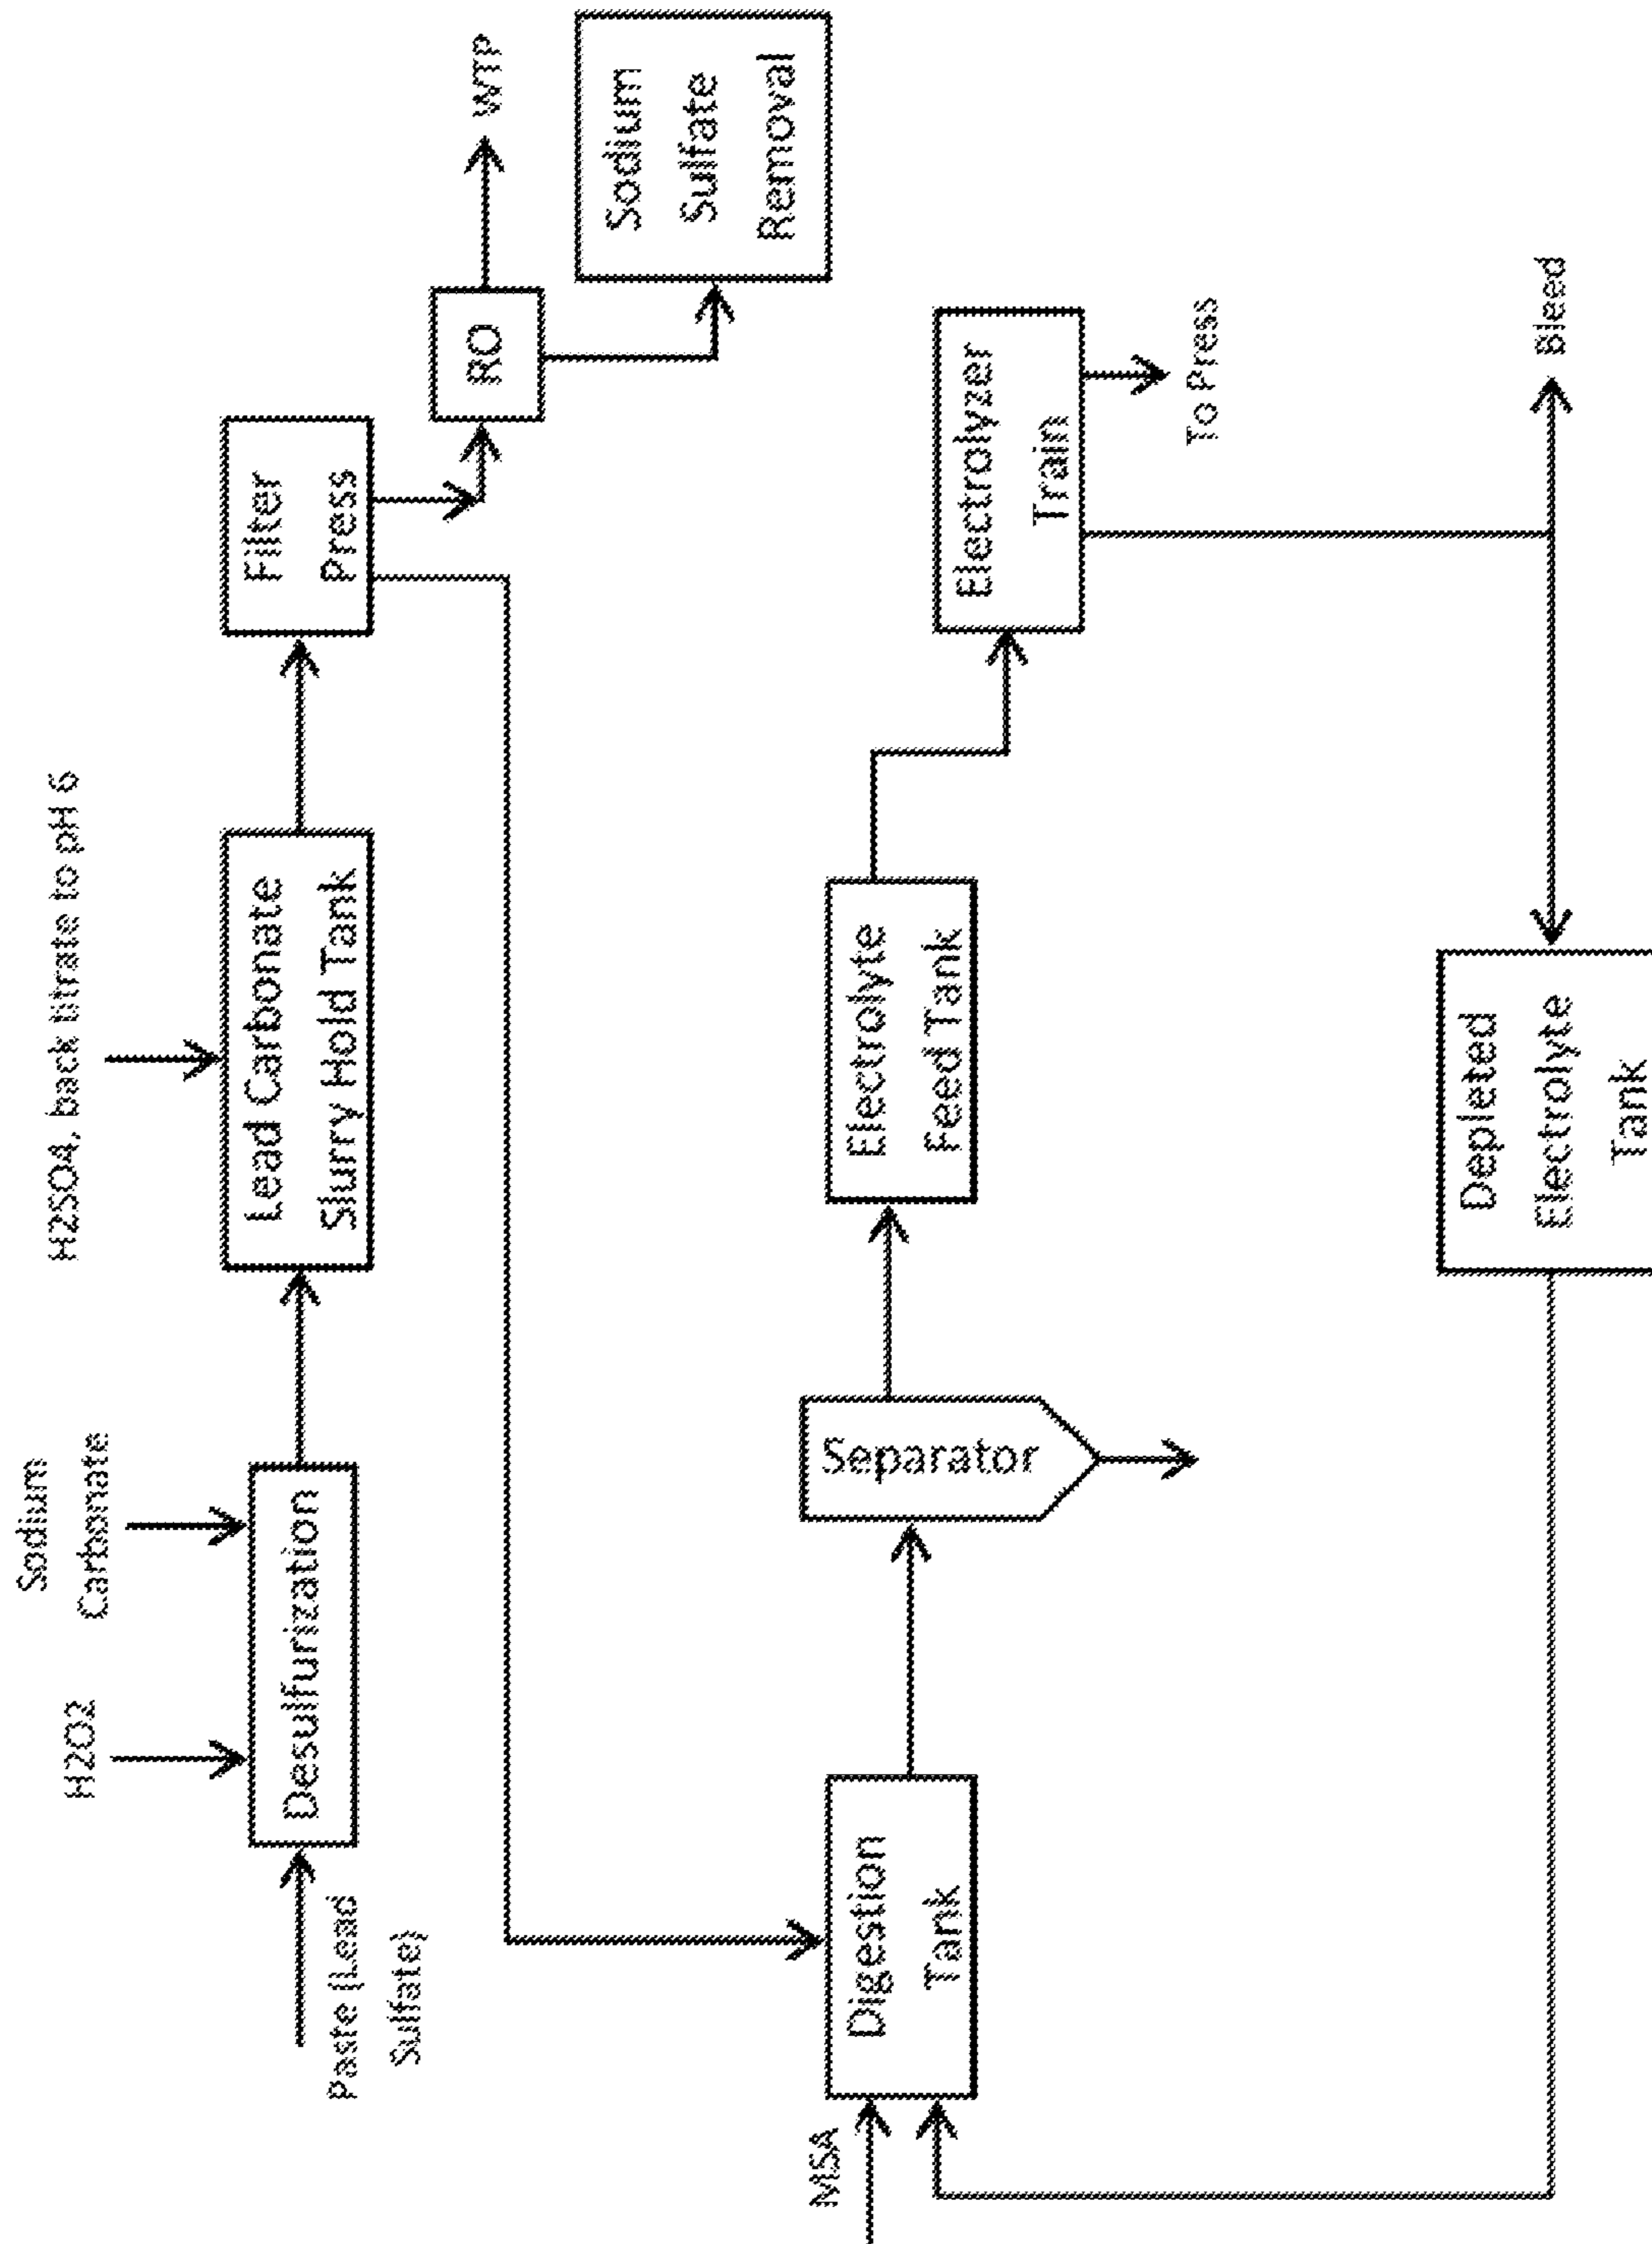 H2O2
Sodium
Carbonate
H2SO4, back titrate to pH 6
Paste (Lead
Sulfate)
Desulfurization
Lead Carbonate
Slurry Hold Tank
Filter
Press
RO
WTP
Sodium
Sulfate
Removal
MSA
Digestion
Tank
Separator
Electrolyte
Feed Tank
Electrolyzer
Train
To Press
Bleed
Depleted
Electrolyte
Tank